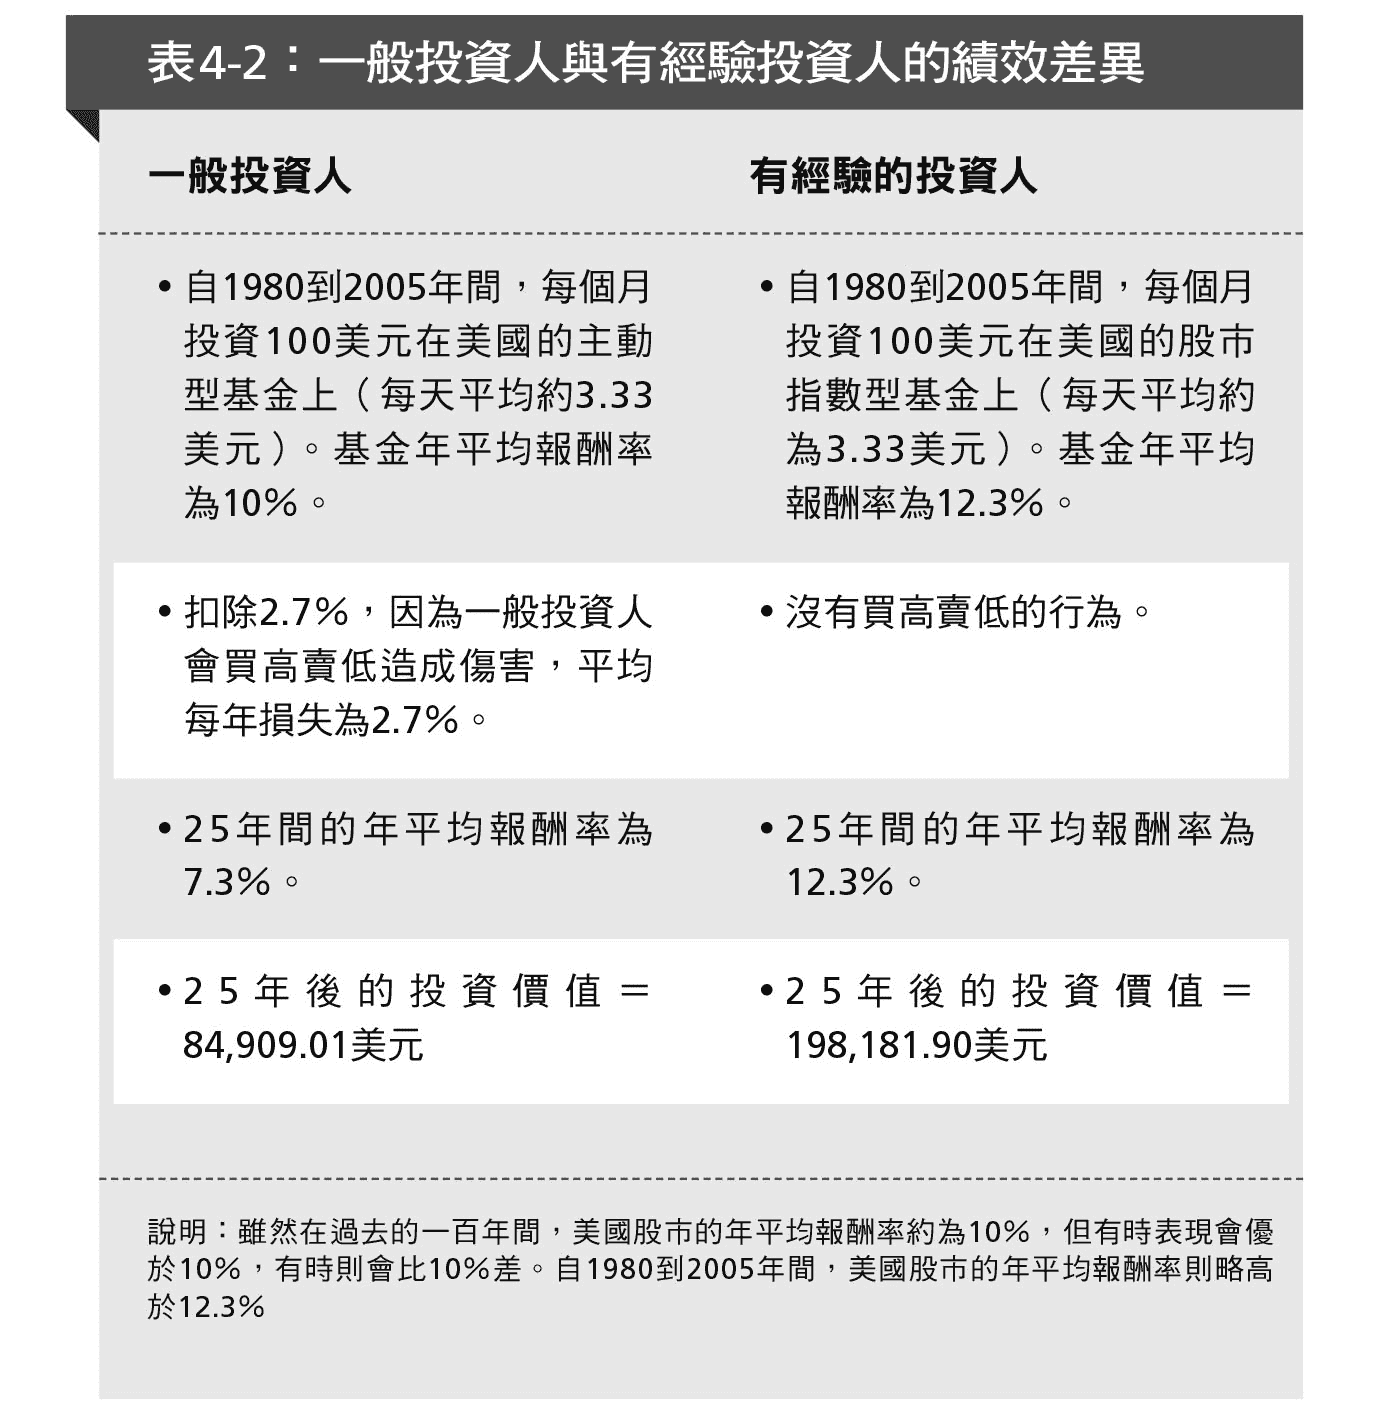 表4-2：一般投資人與有經驗投資人的績效差異
一般投資人
有經驗的投資人
• 自1980到2005年間，每個月
投資100美元在美國的主動
型基金上（每天平均約3.33
美元）。基金年平均報酬率
為10%。
• 自1980到2005年間，每個月
投資100美元在美國的股市
指數型基金上（每天平均約
為3.33美元）。基金年平均
報酬率為12.3%。
• 扣除2.7%，因為一般投資人
會買高賣低造成傷害，平均
每年損失為2.7%。
• 沒有買高賣低的行為。
• 25年間的年平均報酬率為
7.3%。
• 25年間的年平均報酬率為
12.3%。
• 25年後的投資價值＝
84,909.01美元
• 25年後的投資價值＝
198,181.90美元
說明：雖然在過去的一百年間，美國股市的年平均報酬率約為10%，但有時表現會優
於10%，有時則會比10%差。自1980到2005年間，美國股市的年平均報酬率則略高
於12.3%